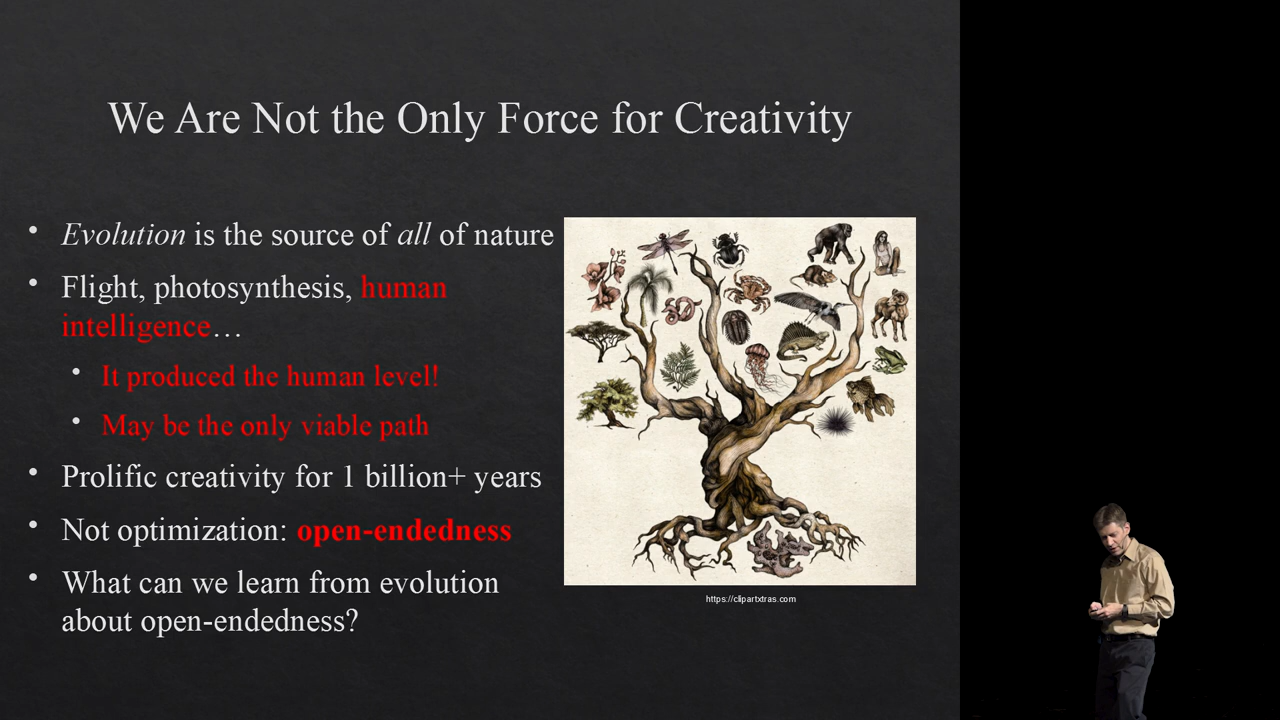 We Are Not the Only Force for Creativity
• Evolution is the source of all of nature
• Flight, photosynthesis, human
intelligence…
• It produced the human level!
• May be the only viable path
• Prolific creativity for 1 billion+ years
• Not optimization: open-endedness
• What can we learn from evolution
about open-endedness?
https://clipartxtras.com